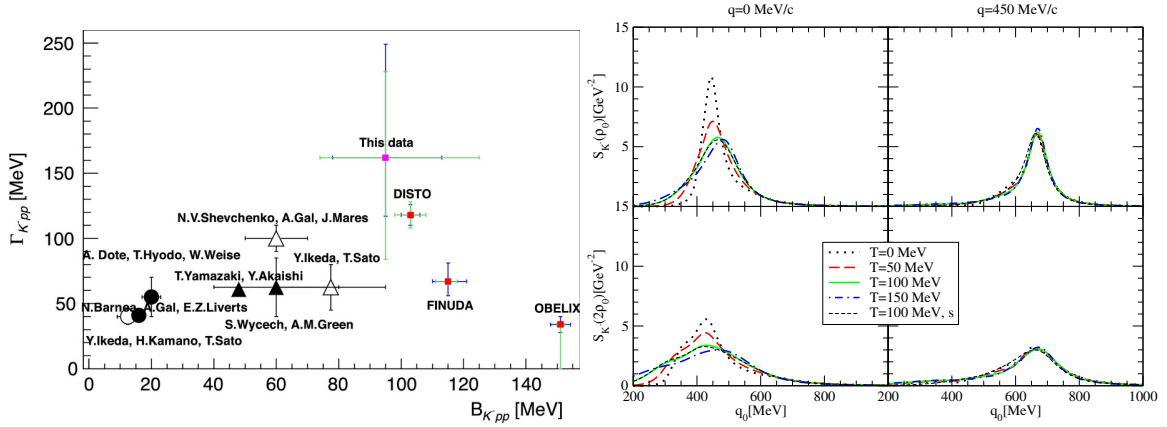 ΓK⁻pp [MeV]
250
200
150
100
50
0
This data
DISTO
N.V.Shevchenko, A.Gal, J.Mares
A. Dote, T.Hyodo, W.Weise
Y.Ikeda, T.Sato
T.Yamazaki, Y.Akaishi
N.Barnea, A.Gal, E.Z.Liverts
FINUDA
OBELIX
S.Wycech, A.M.Green
Y.Ikeda, H.Kamano, T.Sato
0 20 40 60 80 100 120 140
BK⁻pp [MeV]
q=0 MeV/c
q=450 MeV/c
SK⁻(ρ0)[GeV⁻²]
15
10
5
15
SK⁻(2ρ0)[GeV⁻²]
10
5
0
T=0 MeV
T=50 MeV
T=100 MeV
T=150 MeV
T=100 MeV, s
200 400 600 800 200 400 600 800 1000
q0[MeV]
q0[MeV]